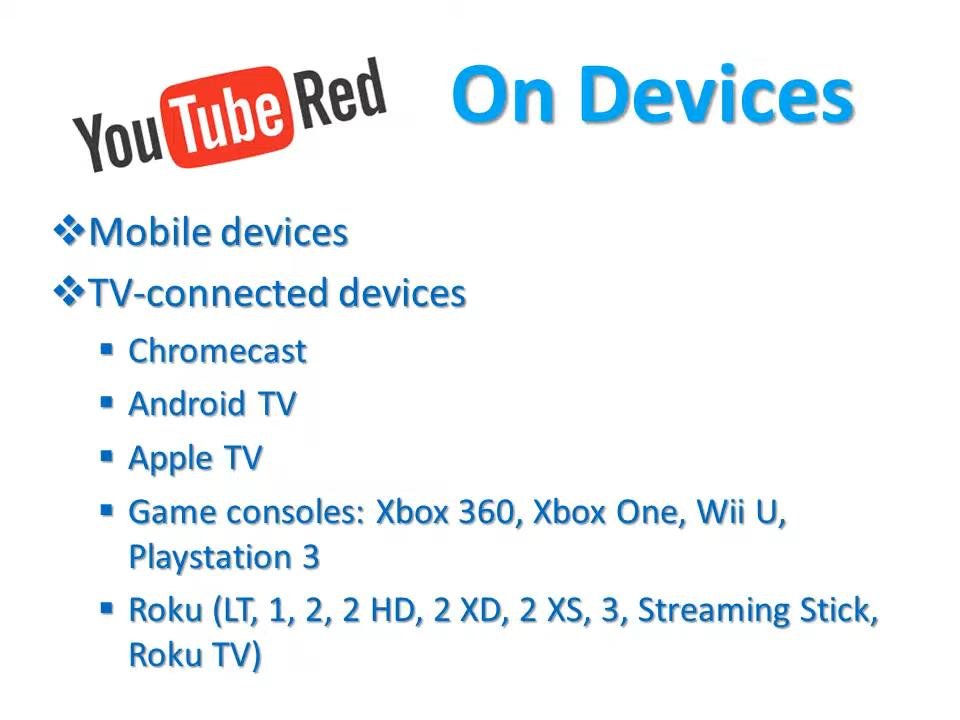 YouTube Red On Devices
Mobile devices
TV-connected devices
Chromecast
Android TV
Apple TV
Game consoles: Xbox 360, Xbox One, Wii U,
Playstation 3
Roku (LT, 1, 2, 2 HD, 2 XD, 2 XS, 3, Streaming Stick,
Roku TV)